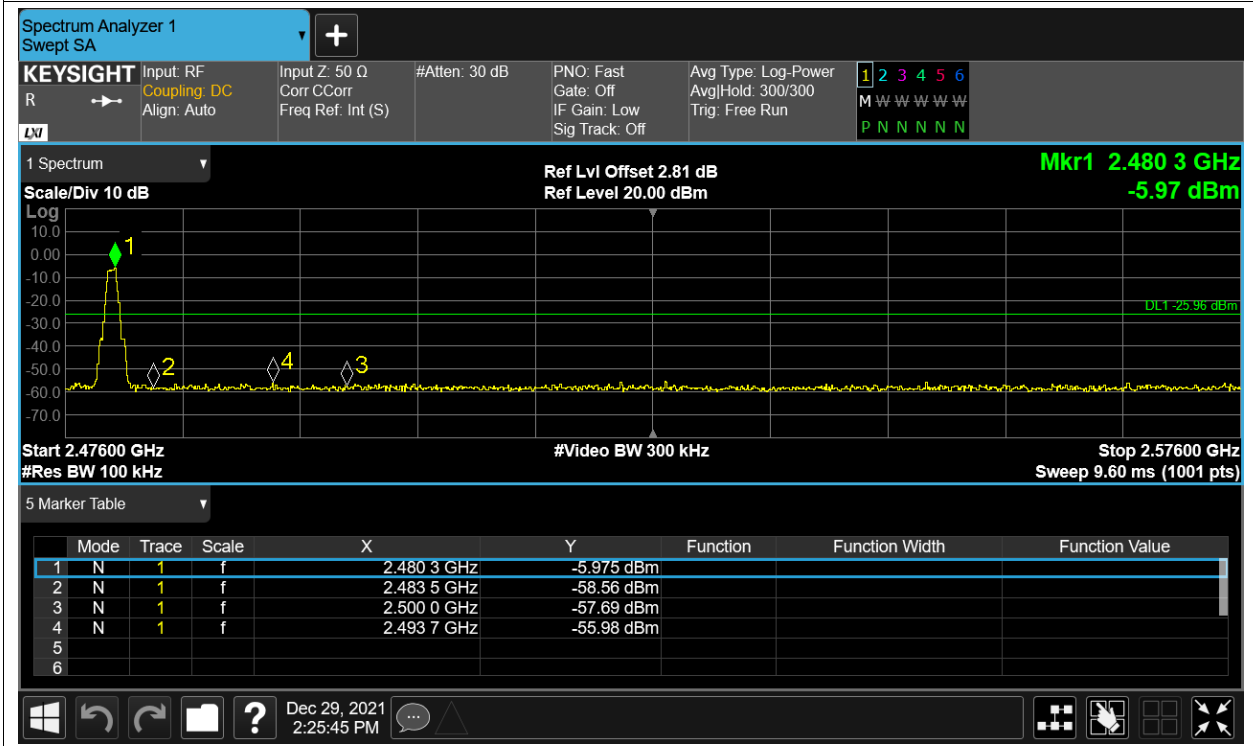 Spectrum Analyzer 1
Swept SA
+
KEYSIGHT Input: RF Input Z: 50 Ω #Atten: 30 dB PNO: Fast Avg Type: Log-Power 1 2 3 4 5 6
R Coupling: DC Corr CCorr Gate: Off Avg|Hold: 300/300 M W W W W W
Align: Auto Freq Ref: Int (S) IF Gain: Low Trig: Free Run
LXI Sig Track: Off P N N N N N
1 Spectrum Ref Lvl Offset 2.81 dB Mkr1 2.480 3 GHz
Scale/Div 10 dB Ref Level 20.00 dBm -5.97 dBm
Log
10.0
0.00 1
-10.0
-20.0 DL1 -25.96 dBm
-30.0
-40.0
-50.0 2 4 3
-60.0
-70.0
Start 2.47600 GHz #Video BW 300 kHz Stop 2.57600 GHz
#Res BW 100 kHz Sweep 9.60 ms (1001 pts)
5 Marker Table
Mode Trace Scale X Y Function Function Width Function Value
1 N 1 f 2.480 3 GHz -5.975 dBm
2 N 1 f 2.483 5 GHz -58.56 dBm
3 N 1 f 2.500 0 GHz -57.69 dBm
4 N 1 f 2.493 7 GHz -55.98 dBm
5
6
? Dec 29, 2021
2:25:45 PM